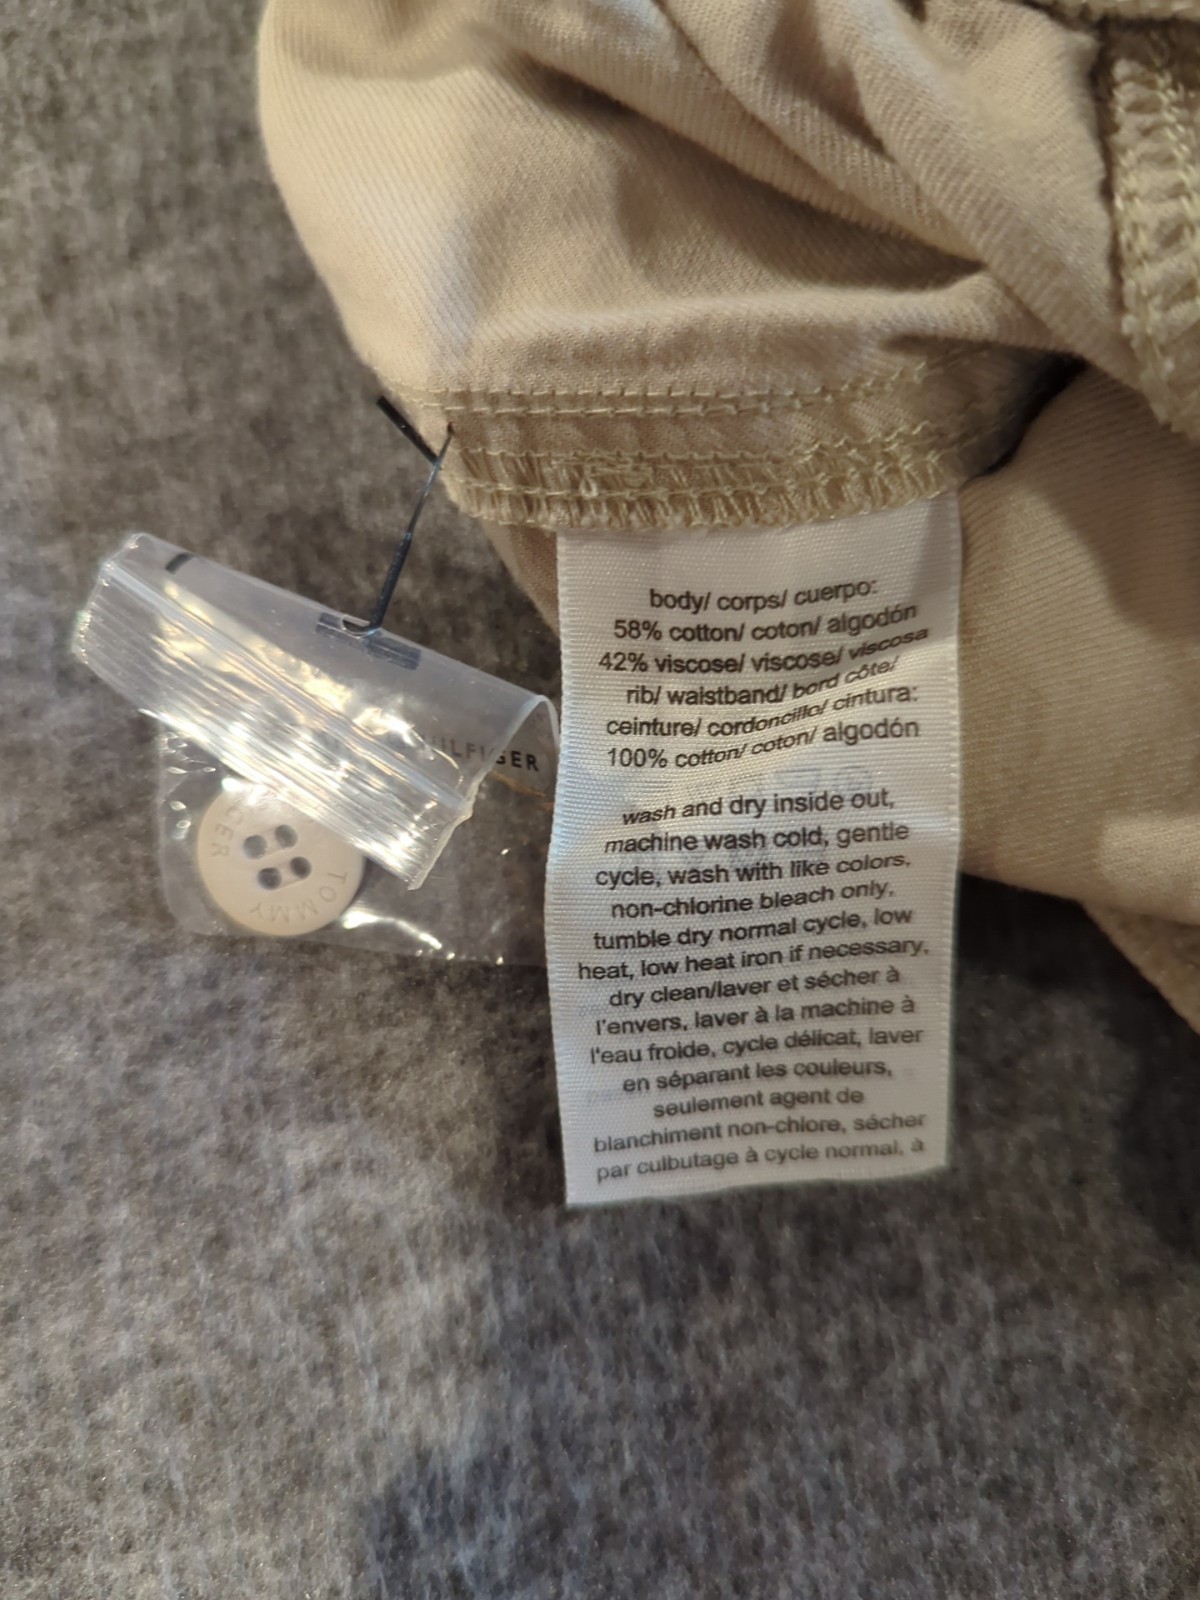 body/ corps/ cuerpo:
58% cotton/ coton/ algodón
42% viscose/ viscose/ viscosa
rib/ waistband/ bord côte/
ceinture/ cordoncillo/ cintura:
100% cotton/ coton/ algodón
wash and dry inside out,
machine wash cold, gentle
cycle, wash with like colors,
non-chlorine bleach only,
tumble dry normal cycle, low
heat, low heat iron if necessary,
dry clean/laver et sécher à
l'envers, laver à la machine à
l'eau froide, cycle délicat, laver
en séparant les couleurs,
seulement agent de
blanchiment non-chlore, sécher
par culbutage à cycle normal, à
HILFIGER
TOMMY